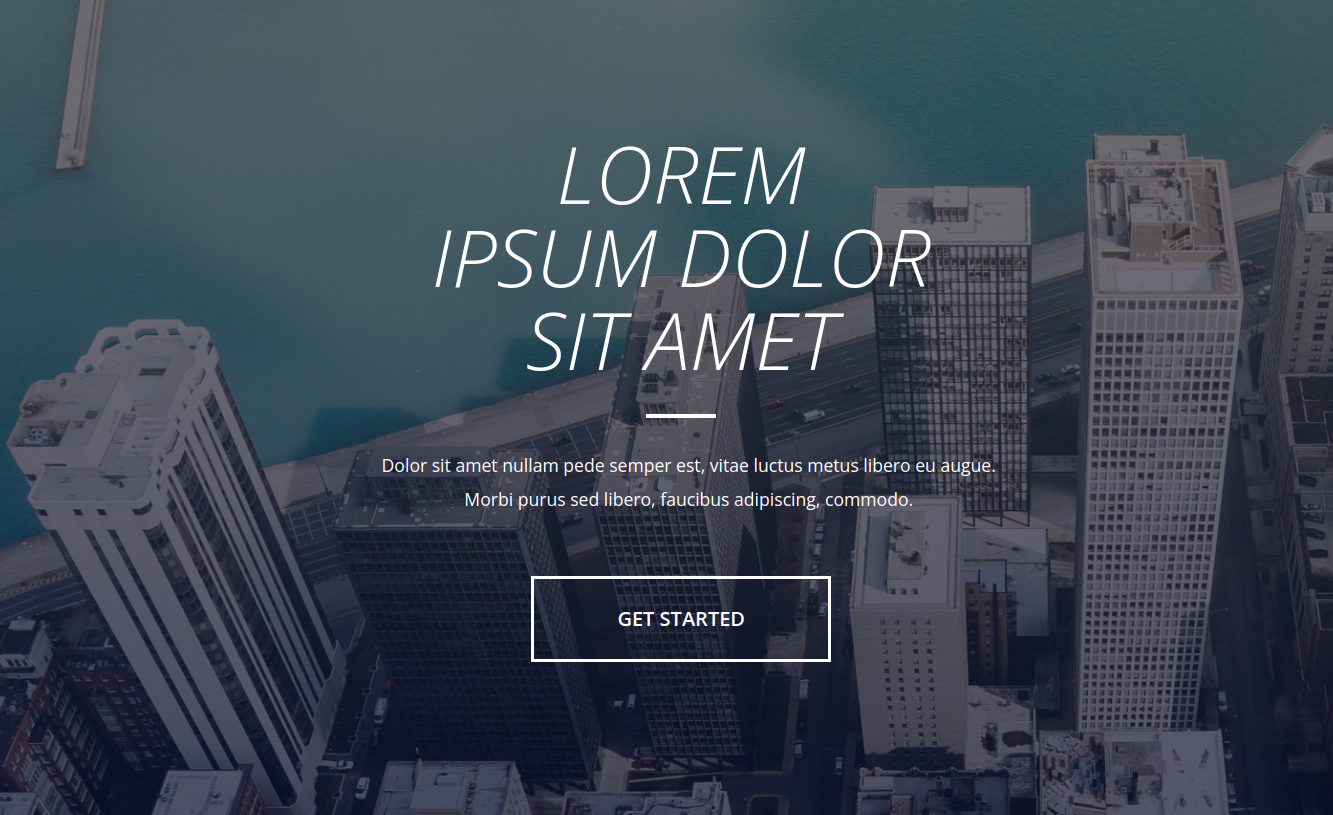 LOREM
IPSUM DOLOR
SIT AMET
Dolor sit amet nullam pede semper est, vitae luctus metus libero eu augue.
Morbi purus sed libero, faucibus adipiscing, commodo.
GET STARTED